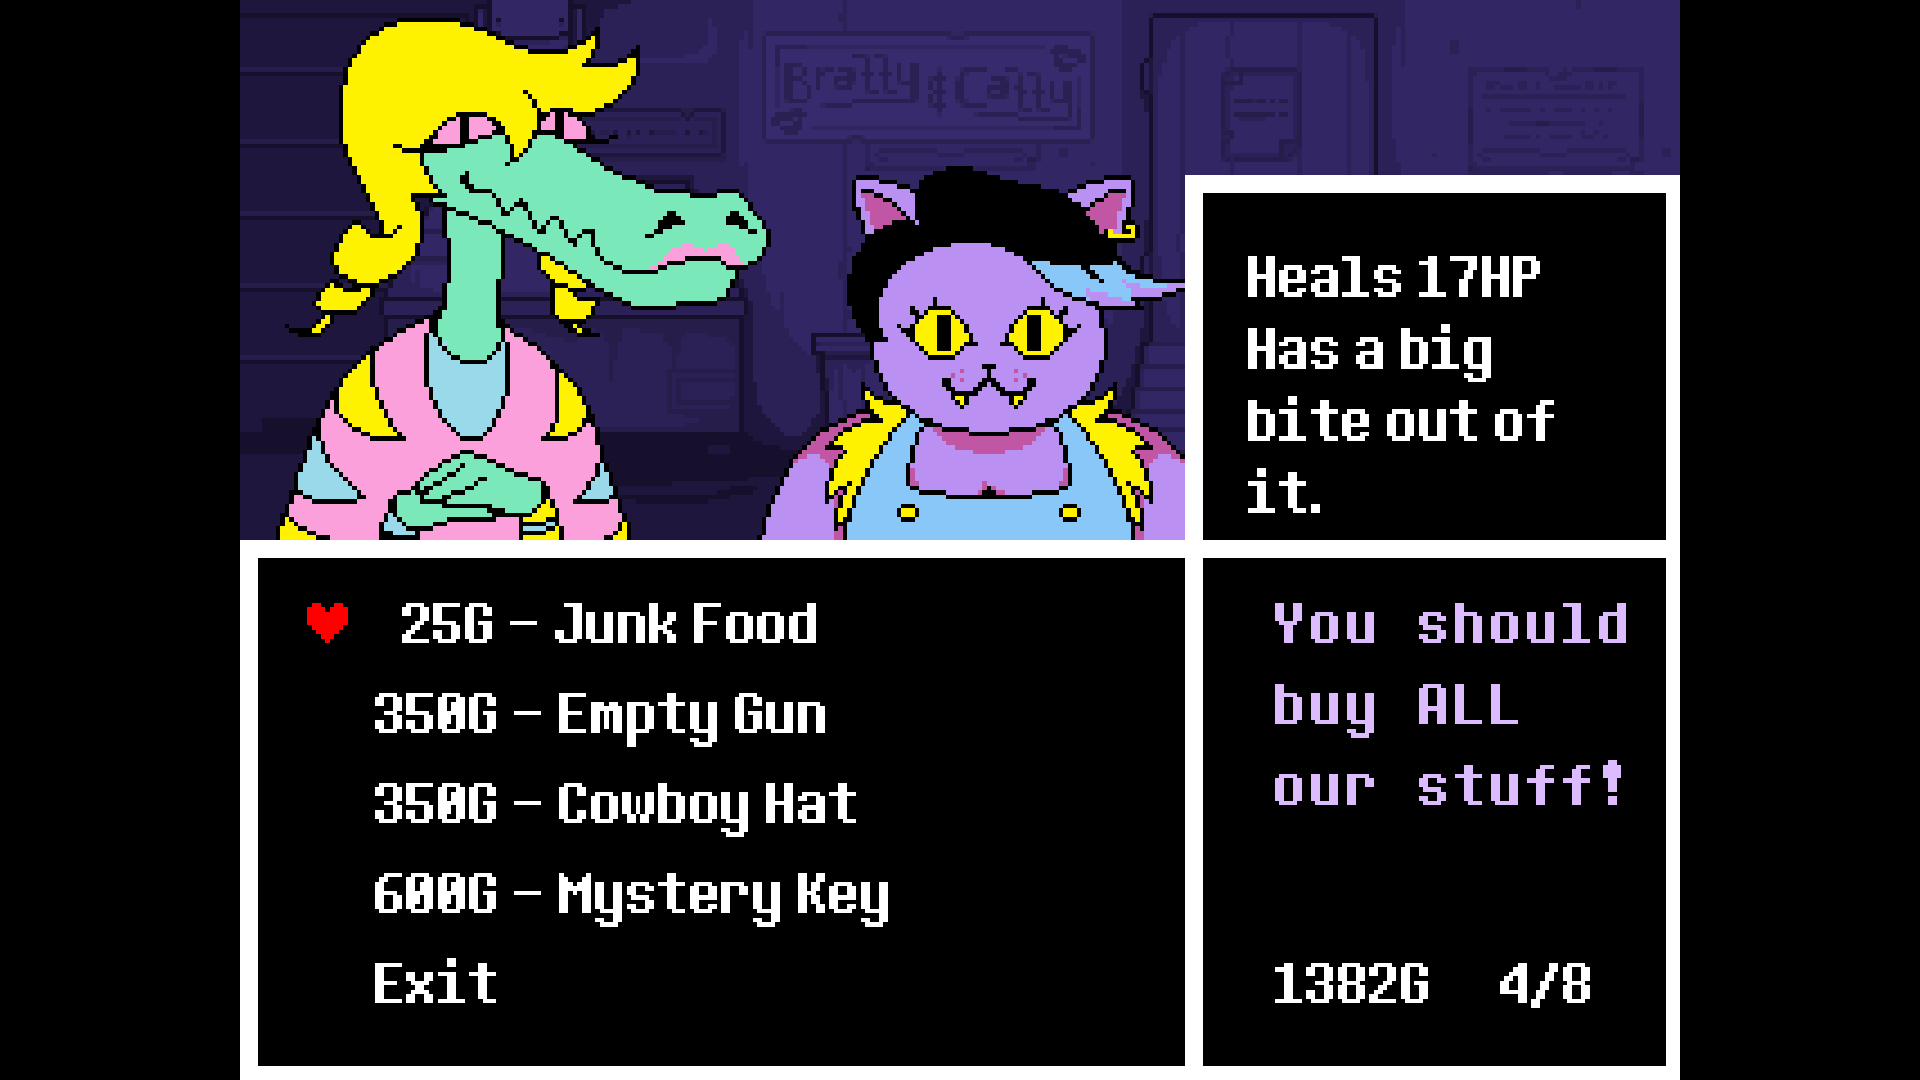 Bratty & Catty
Heals 17HP
Has a big
bite out of
it.
25G - Junk Food
350G - Empty Gun
350G - Cowboy Hat
600G - Mystery Key
Exit
You should
buy ALL
our stuff!
1382G 4/8